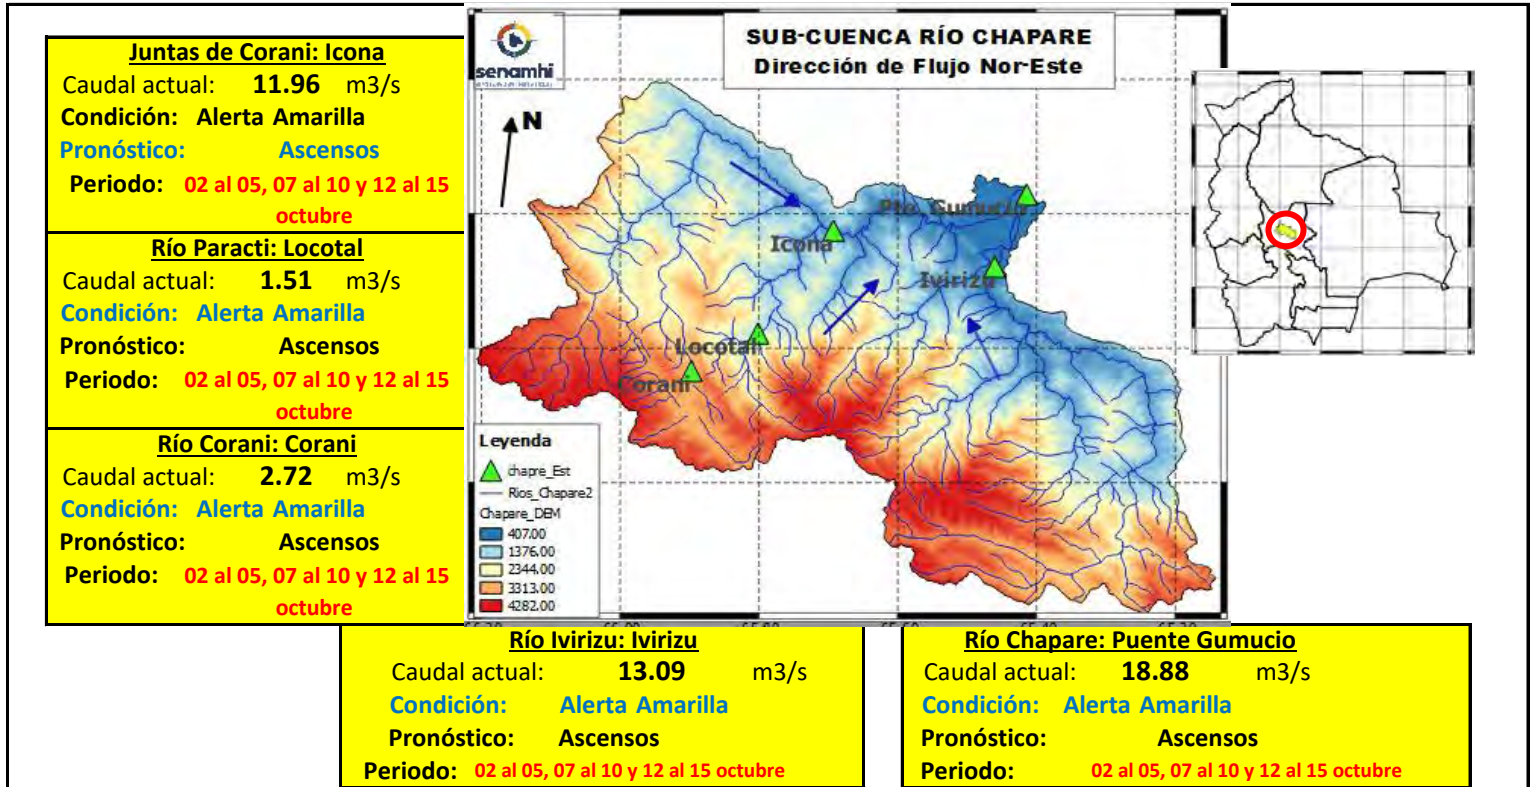 Juntas de Corani: Icona
Caudal actual: 11.96 m3/s
Condición: Alerta Amarilla
Pronóstico: Ascensos
Periodo: 02 al 05, 07 al 10 y 12 al 15
octubre
Río Paracti: Locotal
Caudal actual: 1.51 m3/s
Condición: Alerta Amarilla
Pronóstico: Ascensos
Periodo: 02 al 05, 07 al 10 y 12 al 15
octubre
Río Corani: Corani
Caudal actual: 2.72 m3/s
Condición: Alerta Amarilla
Pronóstico: Ascensos
Periodo: 02 al 05, 07 al 10 y 12 al 15
octubre
senamhi
SUB-CUENCA RÍO CHAPARE
Dirección de Flujo Nor-Este
N
Pte. Gumucio
Icona
Ivirizu
Locotal
Corani
Leyenda
chapre_Est
Rios_Chapare2
Chapare_DEM
407.00
1376.00
2344.00
3313.00
4282.00
Río Ivirizu: Ivirizu
Caudal actual: 13.09 m3/s
Condición: Alerta Amarilla
Pronóstico: Ascensos
Periodo: 02 al 05, 07 al 10 y 12 al 15 octubre
Río Chapare: Puente Gumucio
Caudal actual: 18.88 m3/s
Condición: Alerta Amarilla
Pronóstico: Ascensos
Periodo: 02 al 05, 07 al 10 y 12 al 15 octubre